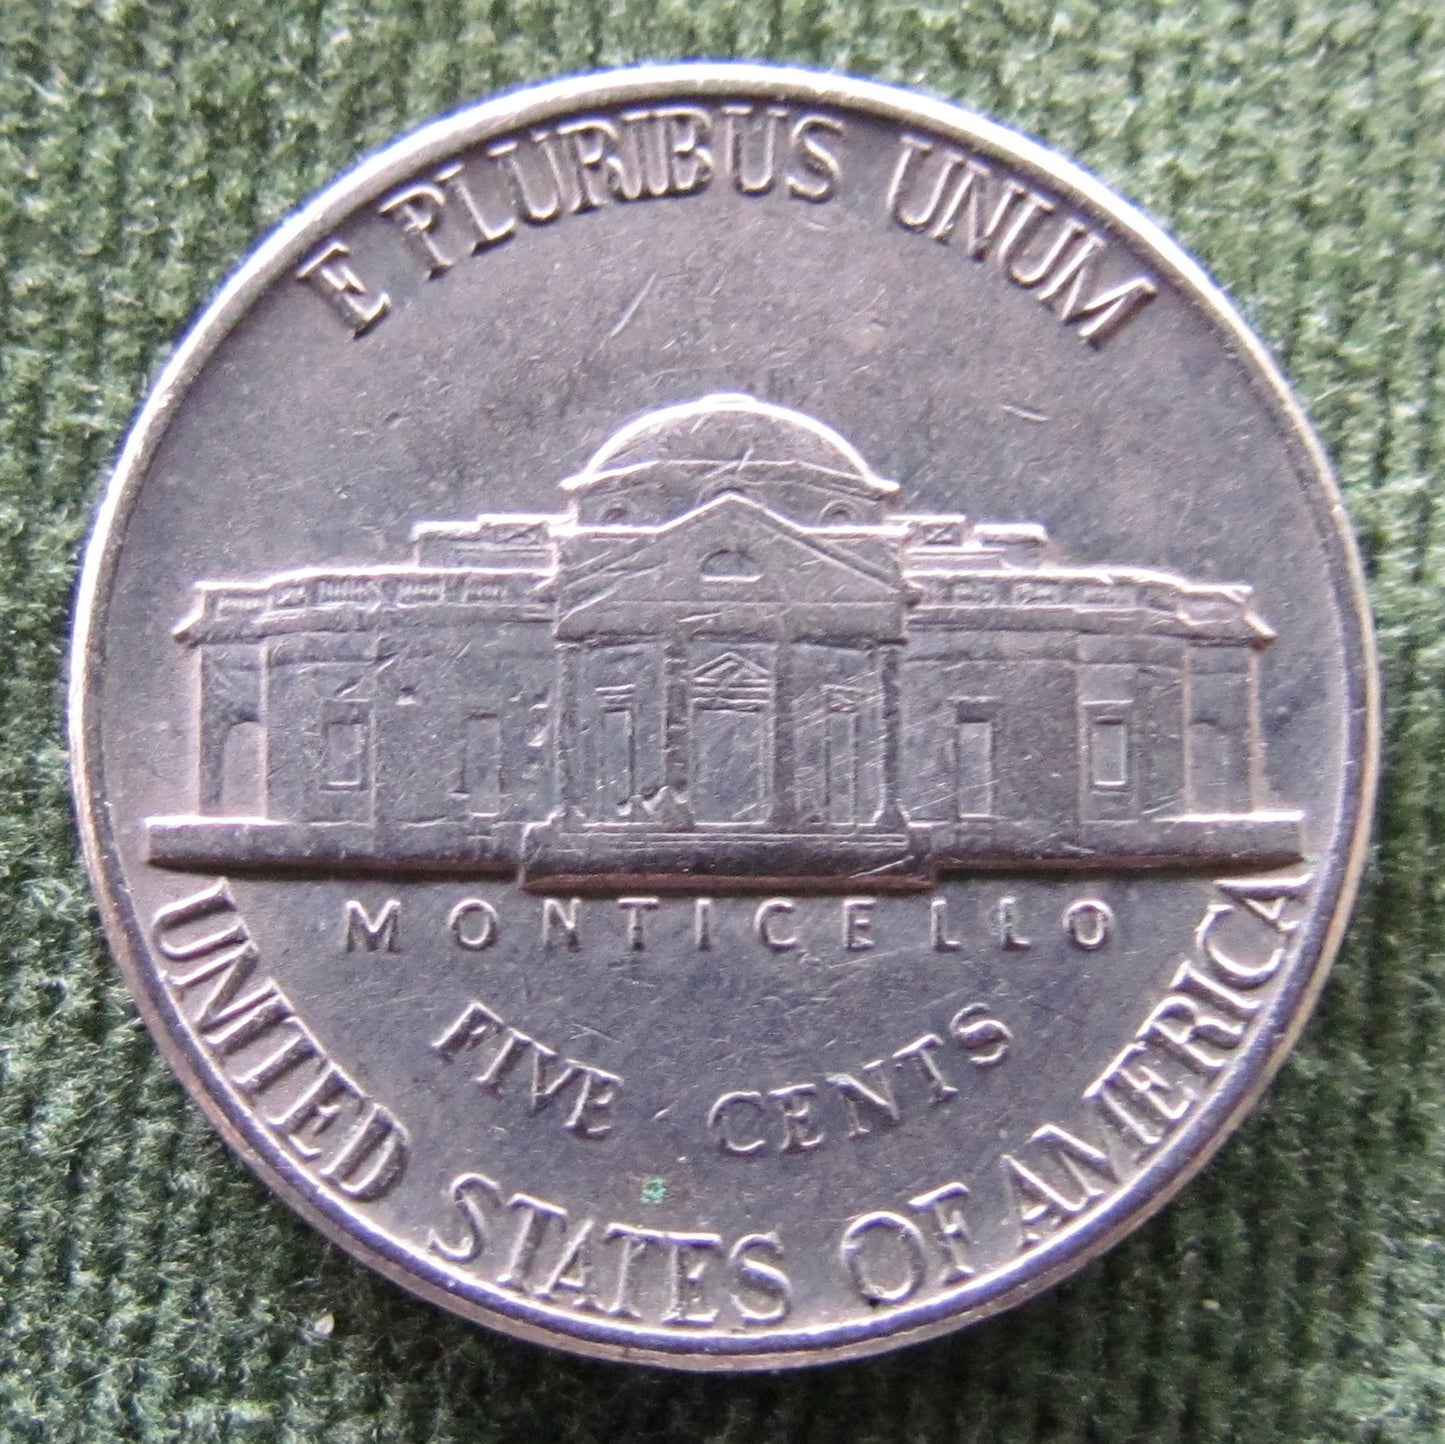 E PLURIBUS UNUM
MONTICELLO
FIVE CENTS
UNITED STATES OF AMERICA